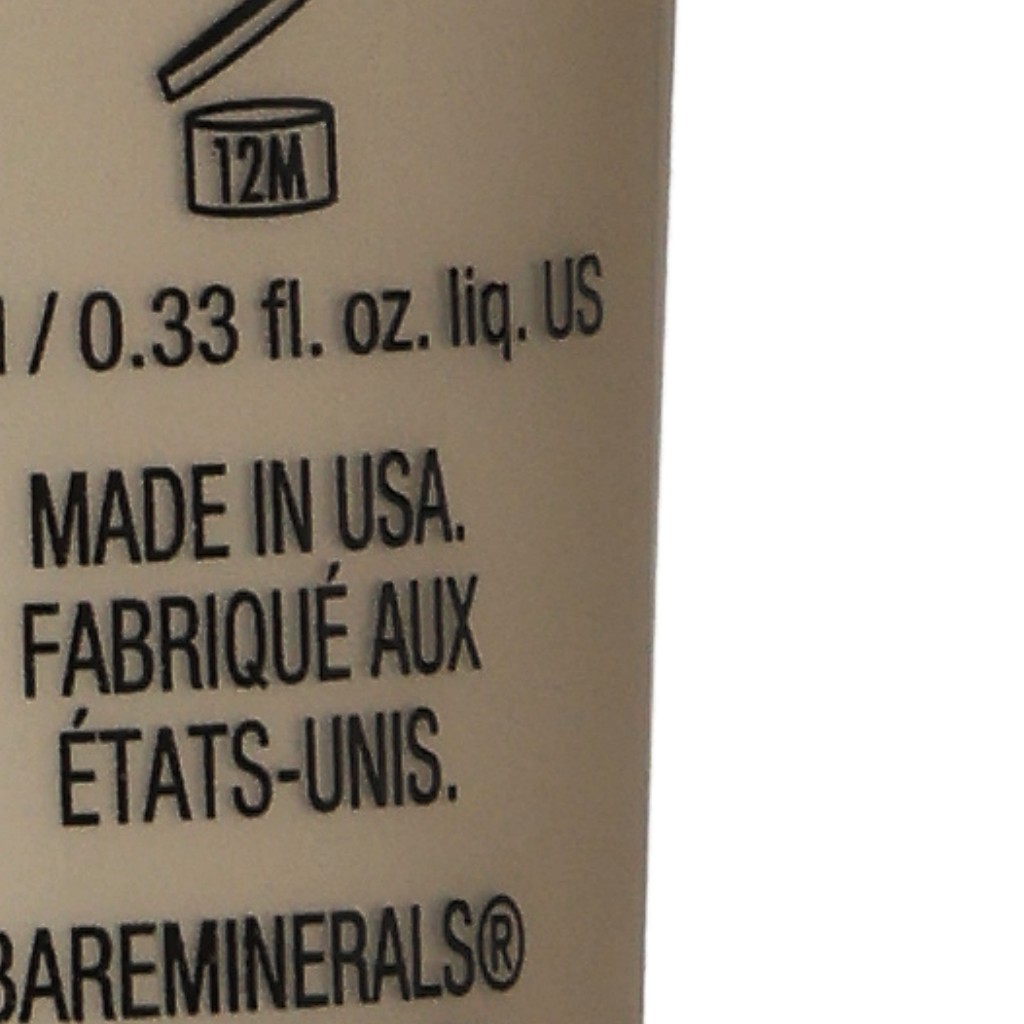 12M
/ 0.33 fl. oz. liq. US
MADE IN USA.
FABRIQUÉ AUX
ÉTATS-UNIS.
BAREMINERALS®